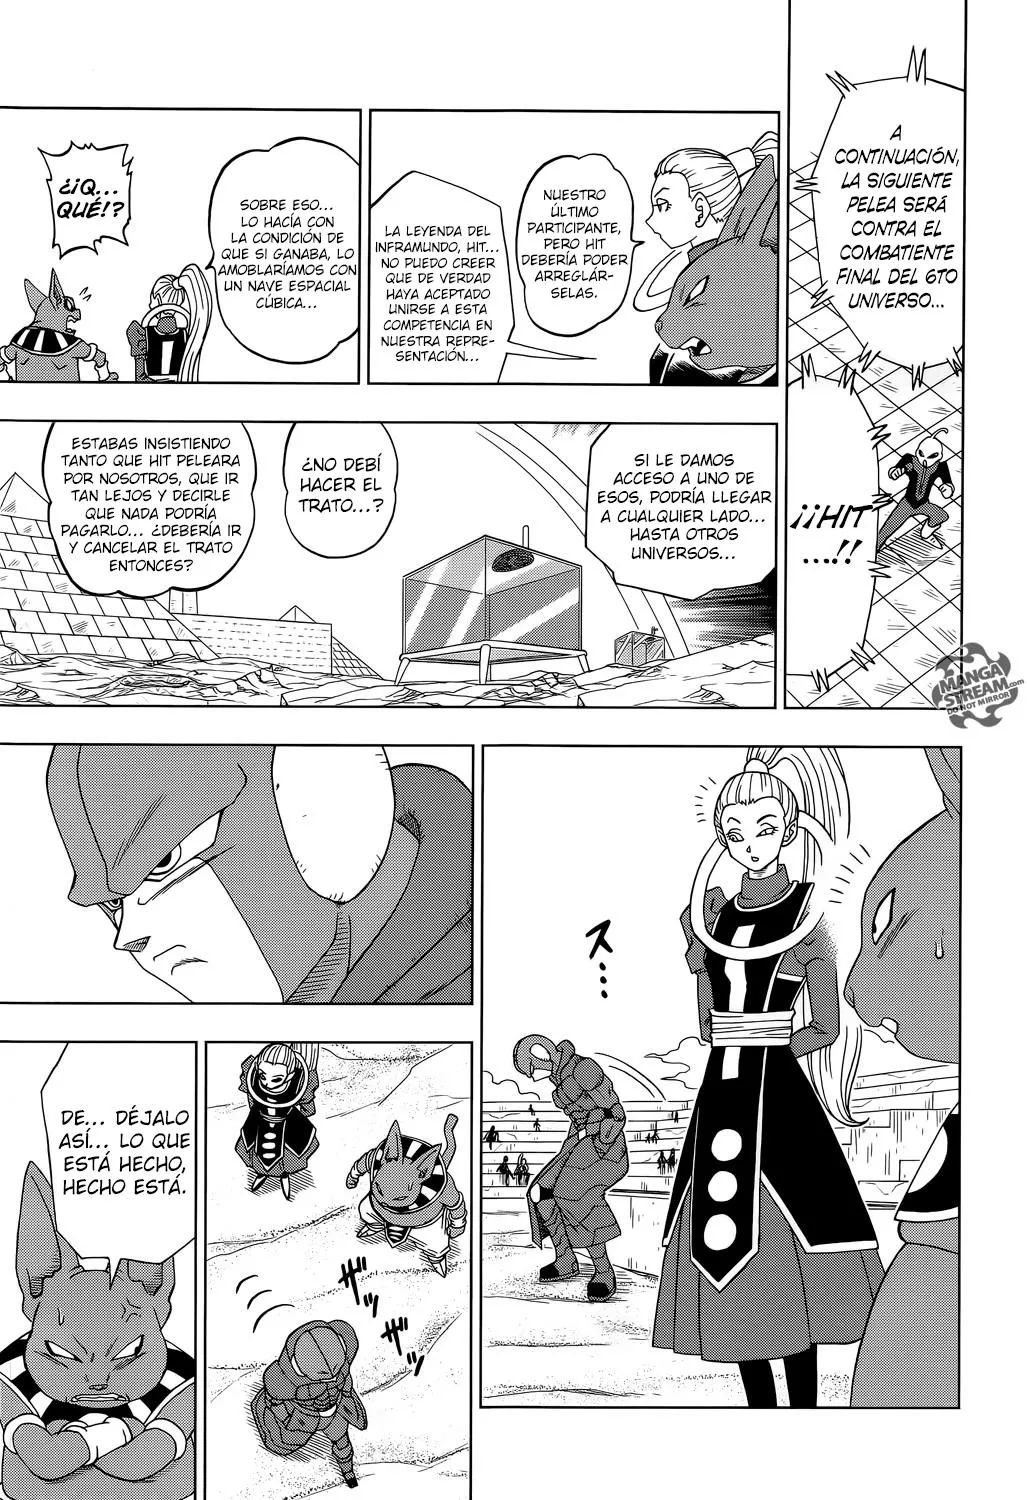 A
CONTINUACIÓN,
LA SIGUIENTE
PELEA SERÁ
CONTRA EL
COMBATIENTE
FINAL DEL 6TO
UNIVERSO...
¡¡HIT
....!!
NUESTRO
ÚLTIMO
PARTICIPANTE,
PERO HIT
DEBERÍA PODER
ARREGLÁR-
SELAS.
LA LEYENDA DEL
INFRAMUNDO, HIT...
NO PUEDO CREER
QUE DE VERDAD
HAYA ACEPTADO
UNIRSE A ESTA
COMPETENCIA EN
NUESTRA REPRE-
SENTACIÓN...
SOBRE ESO...
LO HACÍA CON
LA CONDICIÓN DE
QUE SI GANABA, LO
AMOBLARÍAMOS CON
UN NAVE ESPACIAL
CÚBICA...
¿¡Q...
QUÉ!?
SI LE DAMOS
ACCESO A UNO DE
ESOS, PODRÍA LLEGAR
A CUALQUIER LADO...
HASTA OTROS
UNIVERSOS...
¿NO DEBÍ
HACER EL
TRATO...?
ESTABAS INSISTIENDO
TANTO QUE HIT PELEARA
POR NOSOTROS, QUE IR
TAN LEJOS Y DECIRLE
QUE NADA PODRÍA
PAGARLO... ¿DEBERÍA IR
Y CANCELAR EL TRATO
ENTONCES?
MANGA
STREAM.com
DO NOT MIRROR
ス...
ザッ
ザッ
DE... DÉJALO
ASÍ... LO QUE
ESTÁ HECHO,
HECHO ESTÁ.